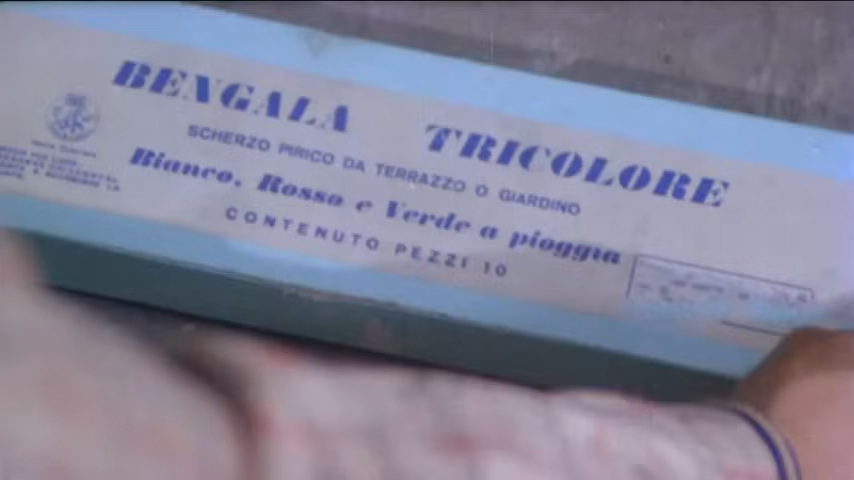 BENGALA TRICOLORE
SCHERZO PIRICO DA TERRAZZO O GIARDINO
Bianco, Rosso e Verde a pioggia
CONTENUTO PEZZI 10